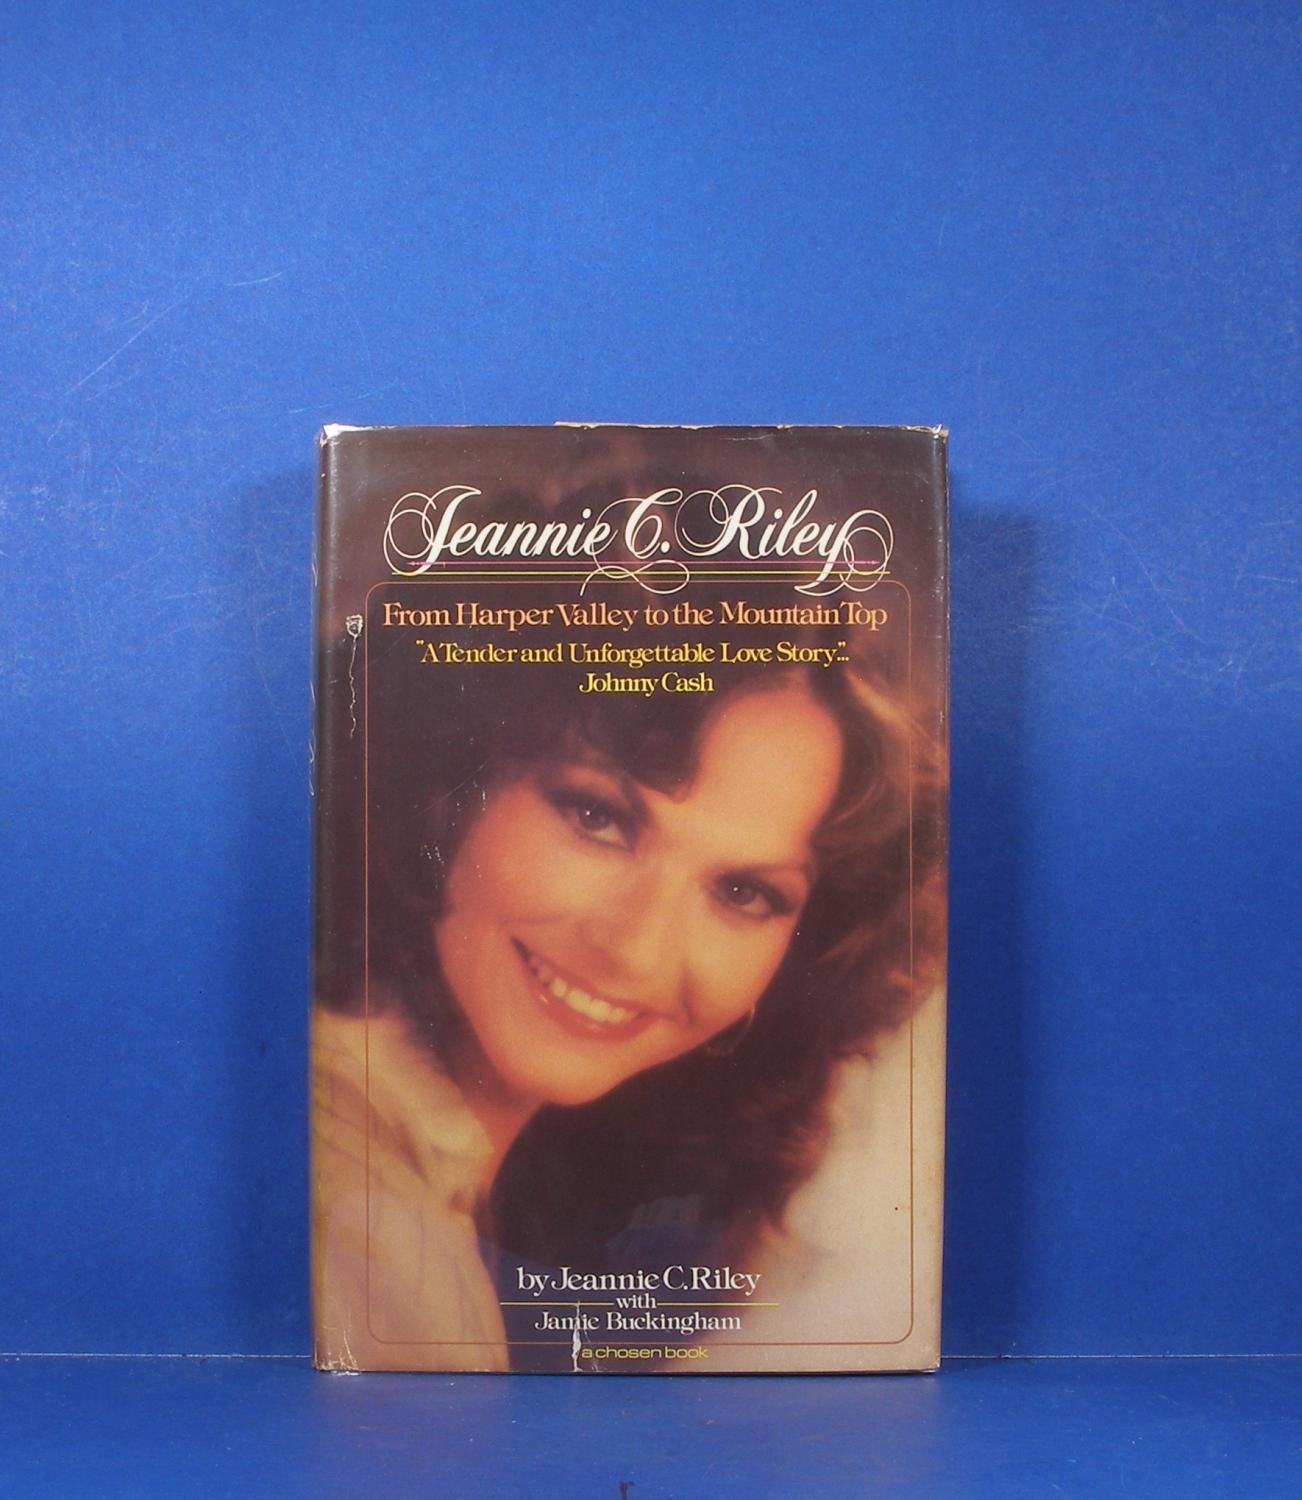 Jeannie C. Riley
From Harper Valley to the Mountain Top
"A Tender and Unforgettable Love Story"...
Johnny Cash
by Jeannie C. Riley
with
Jamie Buckingham
a chosen book